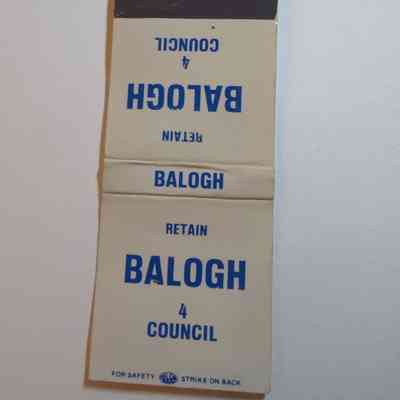 COUNCIL
4
BALOGH
RETAIN
BALOGH
RETAIN
BALOGH
4
COUNCIL
FOR SAFETY STRIKE ON BACK